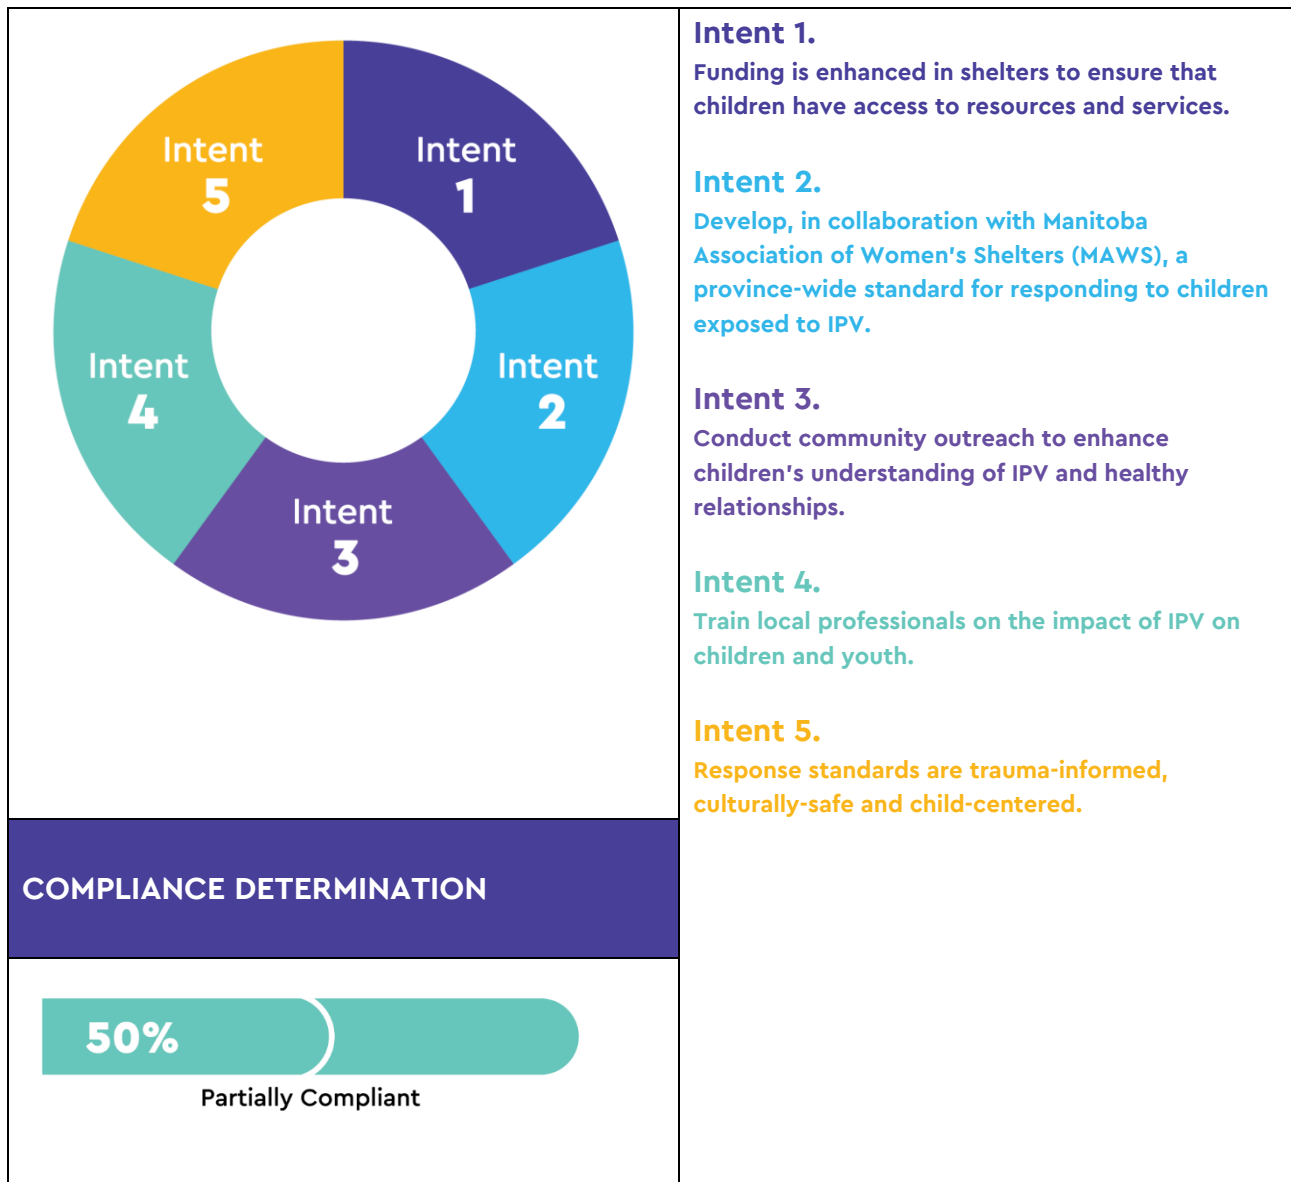 Intent
5
Intent
1
Intent
4
Intent
2
Intent
3
COMPLIANCE DETERMINATION
50%
Partially Compliant
Intent 1.
Funding is enhanced in shelters to ensure that
children have access to resources and services.
Intent 2.
Develop, in collaboration with Manitoba
Association of Women's Shelters (MAWS), a
province-wide standard for responding to children
exposed to IPV.
Intent 3.
Conduct community outreach to enhance
children's understanding of IPV and healthy
relationships.
Intent 4.
Train local professionals on the impact of IPV on
children and youth.
Intent 5.
Response standards are trauma-informed,
culturally-safe and child-centered.